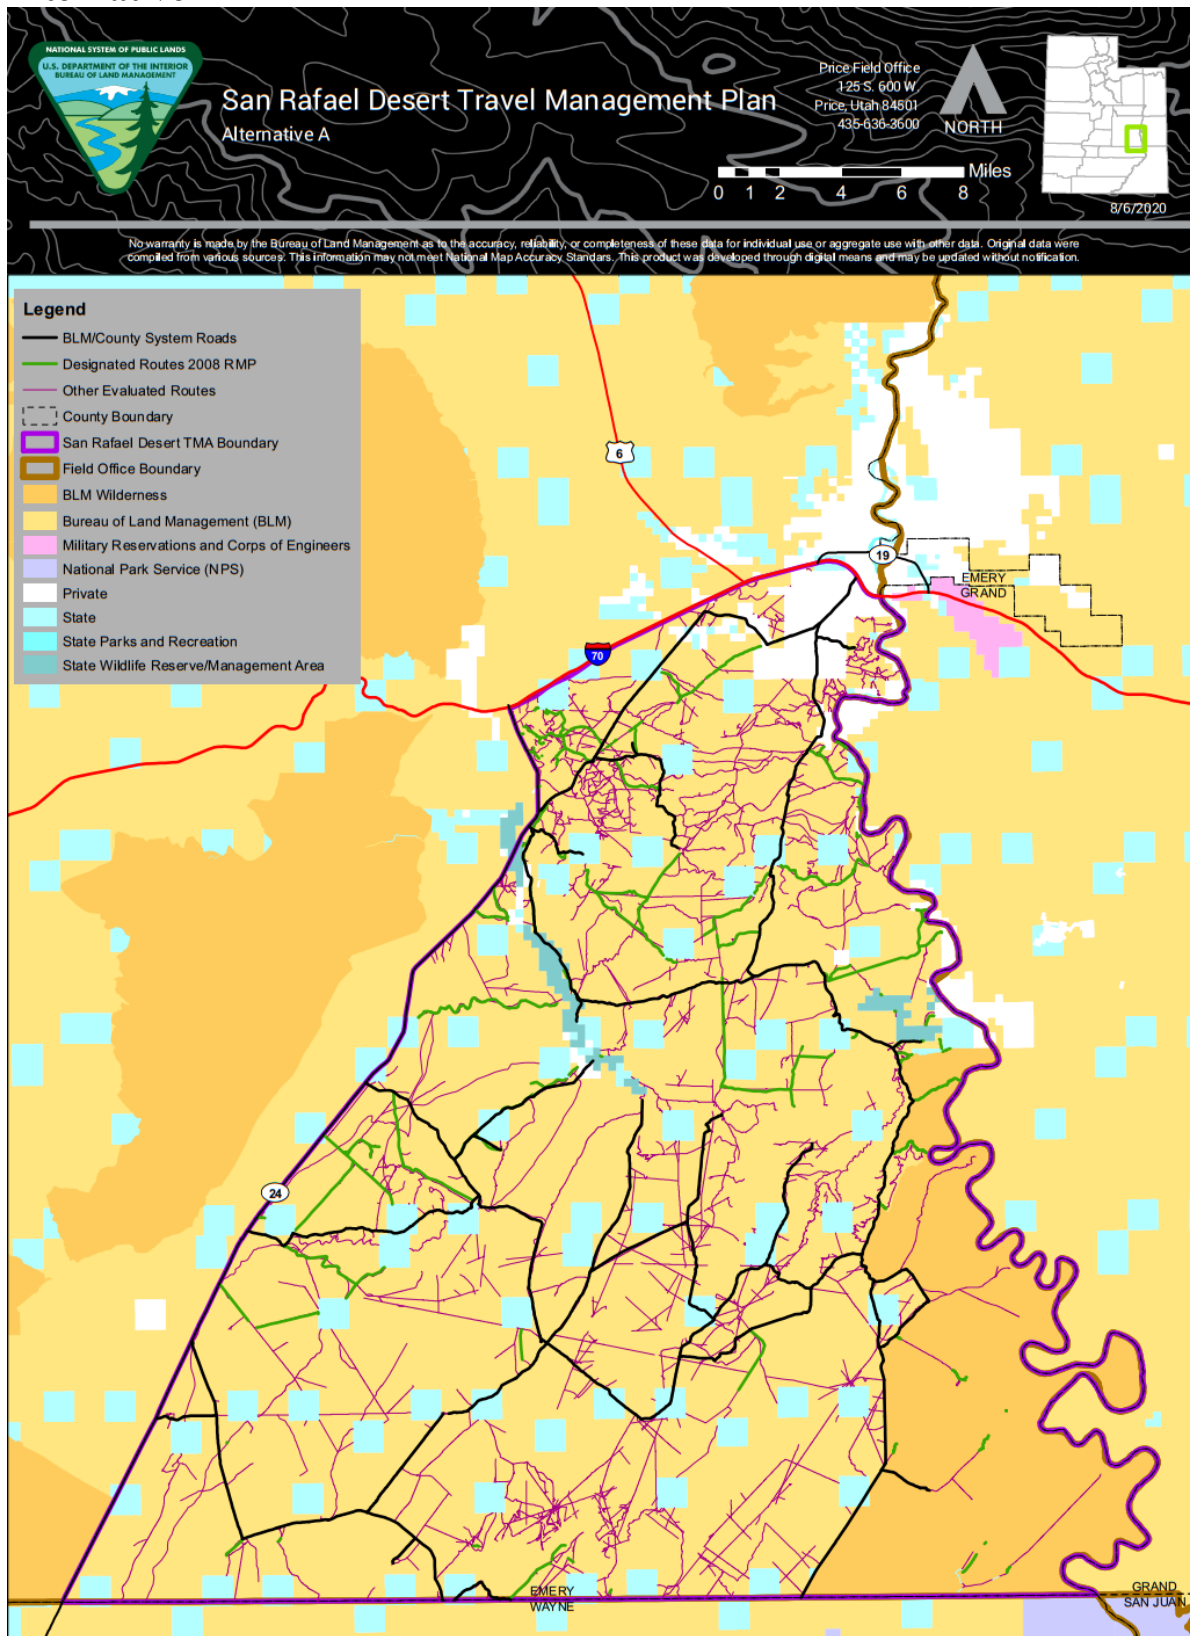 NATIONAL SYSTEM OF PUBLIC LANDS
U.S. DEPARTMENT OF THE INTERIOR
BUREAU OF LAND MANAGEMENT
San Rafael Desert Travel Management Plan
Alternative A
Price Field Office
125 S. 600 W.
Price, Utah 84501
435-636-3600
NORTH
Miles
0 1 2 4 6 8
8/6/2020
No warranty is made by the Bureau of Land Management as to the accuracy, reliability, or completeness of these data for individual use or aggregate use with other data. Original data were
compiled from various sources. This information may not meet National Map Accuracy Standars. This product was developed through digital means and may be updated without notification.
Legend
BLM/County System Roads
Designated Routes 2008 RMP
Other Evaluated Routes
County Boundary
San Rafael Desert TMA Boundary
Field Office Boundary
BLM Wilderness
Bureau of Land Management (BLM)
Military Reservations and Corps of Engineers
National Park Service (NPS)
Private
State
State Parks and Recreation
State Wildlife Reserve/Management Area
6
19
EMERY
GRAND
70
24
EMERY
WAYNE
GRAND
SAN JUAN